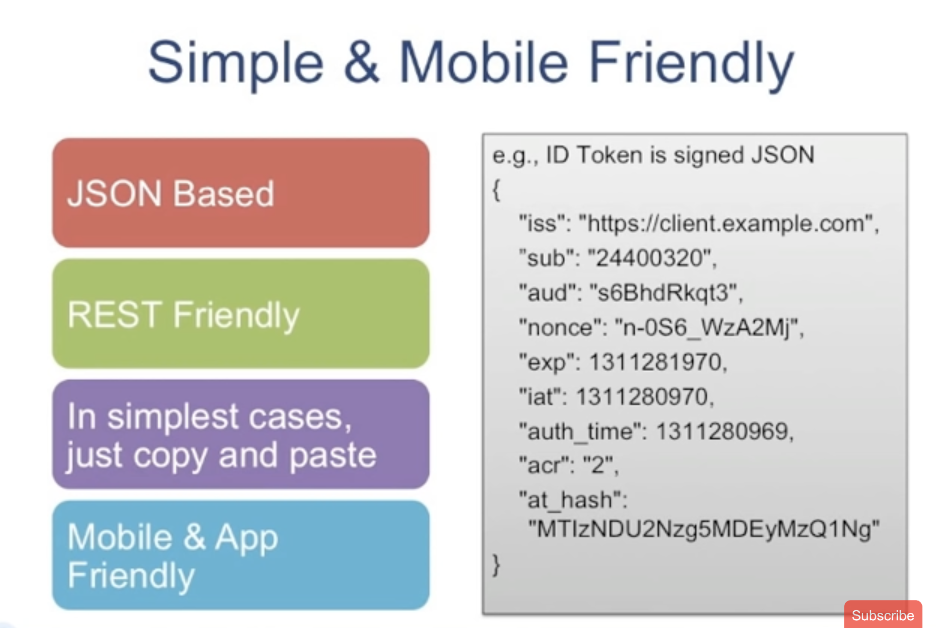 Simple & Mobile Friendly
JSON Based
REST Friendly
In simplest cases,
just copy and paste
Mobile & App
Friendly
e.g., ID Token is signed JSON
{
"iss": "https://client.example.com",
"sub": "24400320",
"aud": "s6BhdRkqt3",
"nonce": "n-0S6_WzA2Mj",
"exp": 1311281970,
"iat": 1311280970,
"auth_time": 1311280969,
"acr": "2",
"at_hash":
"MTIzNDU2Nzg5MDEyMzQ1Ng"
}
Subscribe